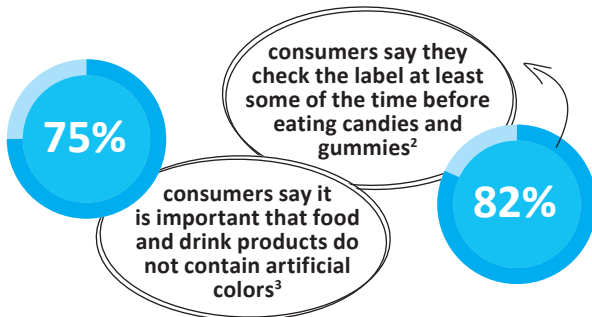 75%
consumers say they
check the label at least
some of the time before
eating candies and
gummies²
82%
consumers say it
is important that food
and drink products do
not contain artificial
colors³